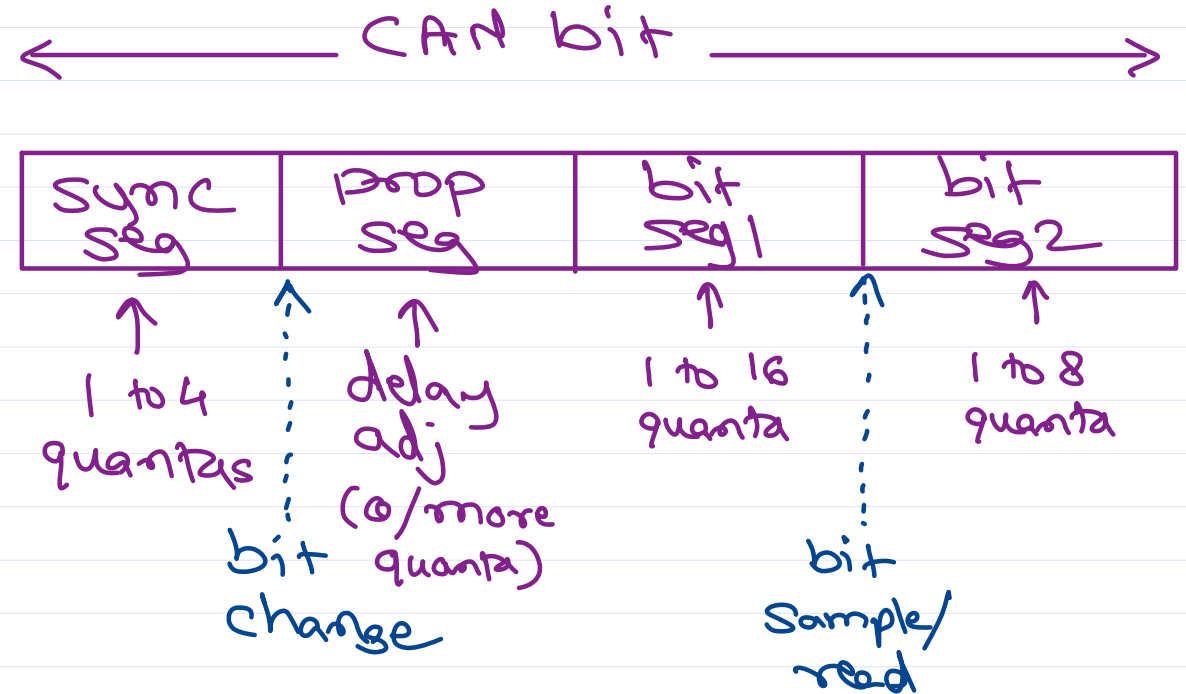 CAN bit
sync
seg
prop
seg
bit
seg1
bit
seg2
1 to 4
quantas
delay
adj
(0/more
quanta)
1 to 16
quanta
1 to 8
quanta
bit
change
bit
sample/
read